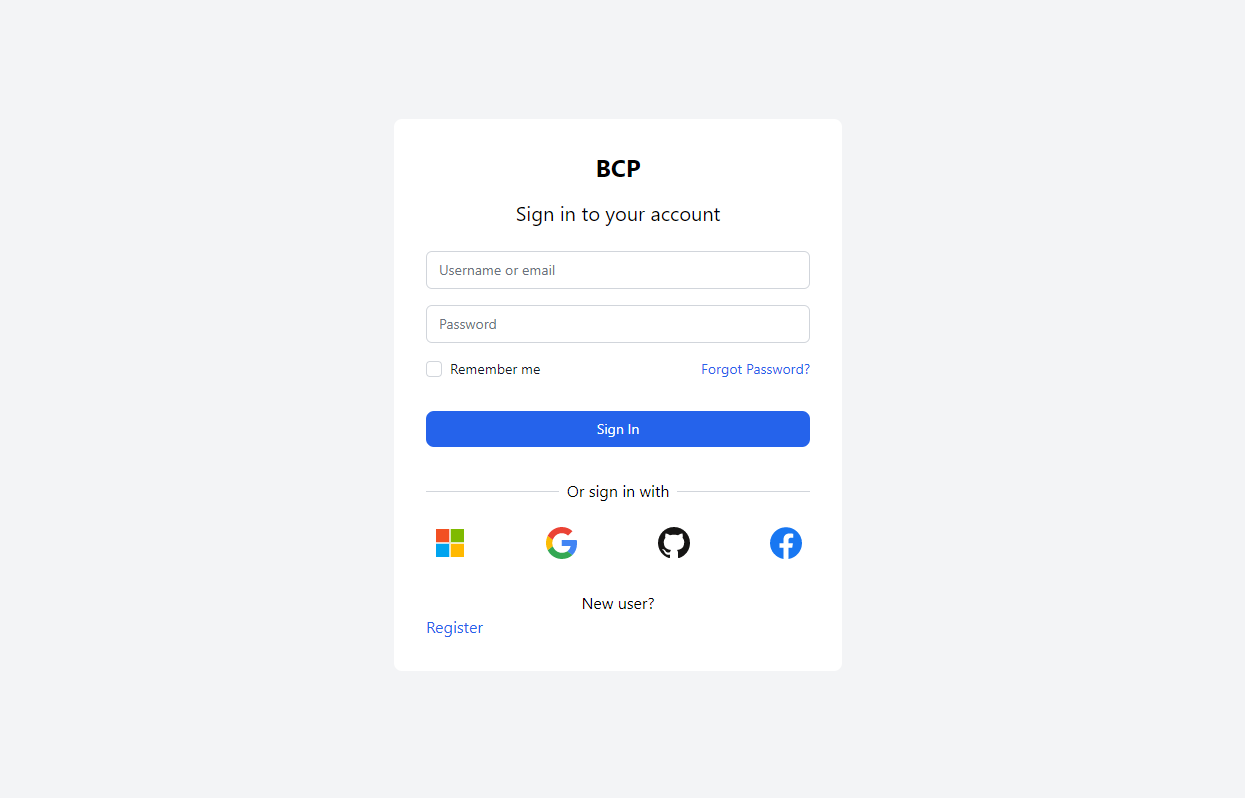 BCP
Sign in to your account
Username or email
Password
Remember me
Forgot Password?
Sign In
Or sign in with
New user?
Register